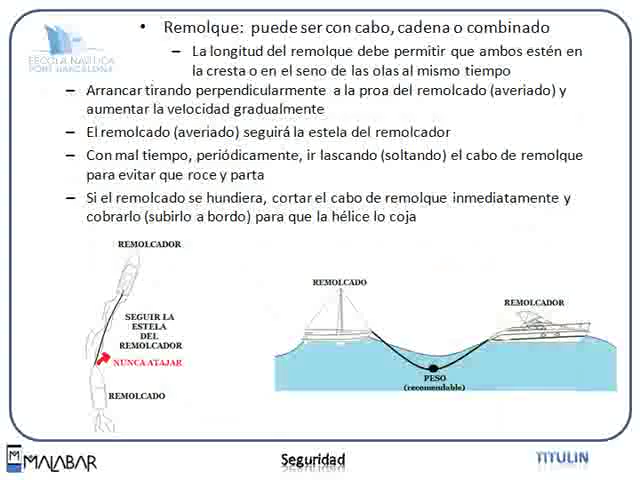 • Remolque: puede ser con cabo, cadena o combinado
– La longitud del remolque debe permitir que ambos estén en
la cresta o en el seno de las olas al mismo tiempo
– Arrancar tirando perpendicularmente a la proa del remolcado (averiado) y
aumentar la velocidad gradualmente
– El remolcado (averiado) seguirá la estela del remolcador
– Con mal tiempo, periódicamente, ir lascando (soltando) el cabo de remolque
para evitar que roce y parta
– Si el remolcado se hundiera, cortar el cabo de remolque inmediatamente y
cobrarlo (subirlo a bordo) para que la hélice lo coja
ESCOLA NÀUTICA
PORT BARCELONA
REMOLCADOR
SEGUIR LA
ESTELA
DEL
REMOLCADOR
NUNCA ATAJAR
REMOLCADO
REMOLCADO
REMOLCADOR
PESO
(recomendable)
MALABAR
Seguridad
TITULIN